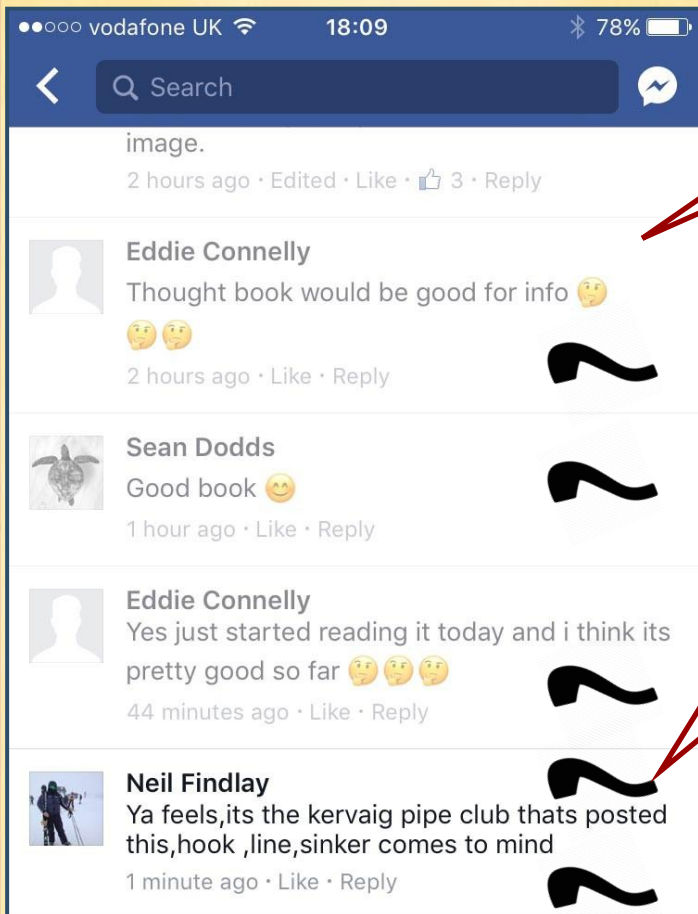 vodafone UK 18:09 78%
Search
image.
2 hours ago · Edited · Like · 3 · Reply
Eddie Connelly
Thought book would be good for info 🤔
🤔🤔
2 hours ago · Like · Reply
Sean Dodds
Good book 😊
1 hour ago · Like · Reply
Eddie Connelly
Yes just started reading it today and i think its
pretty good so far 🤔🤔🤔
44 minutes ago · Like · Reply
Neil Findlay
Ya feels,its the kervaig pipe club thats posted
this,hook ,line,sinker comes to mind
1 minute ago · Like · Reply